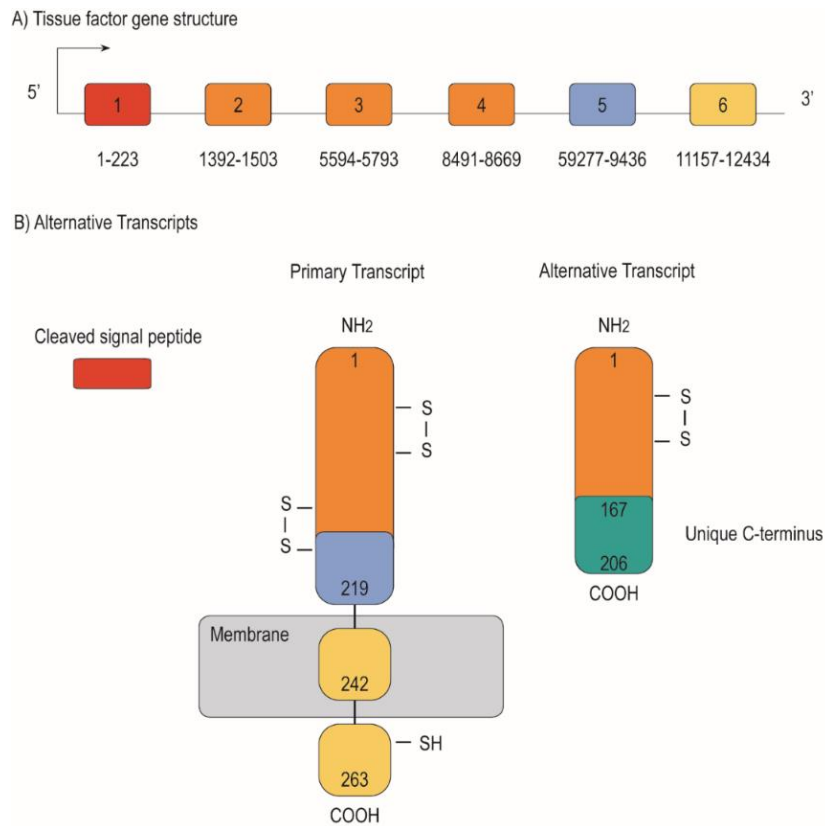 A) Tissue factor gene structure
5’ 1 2 3 4 5 6 3’
1-223 1392-1503 5594-5793 8491-8669 59277-9436 11157-12434
B) Alternative Transcripts
Primary Transcript Alternative Transcript
Cleaved signal peptide
NH2 NH2
1 1
S S
S S
S
S
167
206
COOH
Unique C-terminus
219
Membrane
242
SH
263
COOH